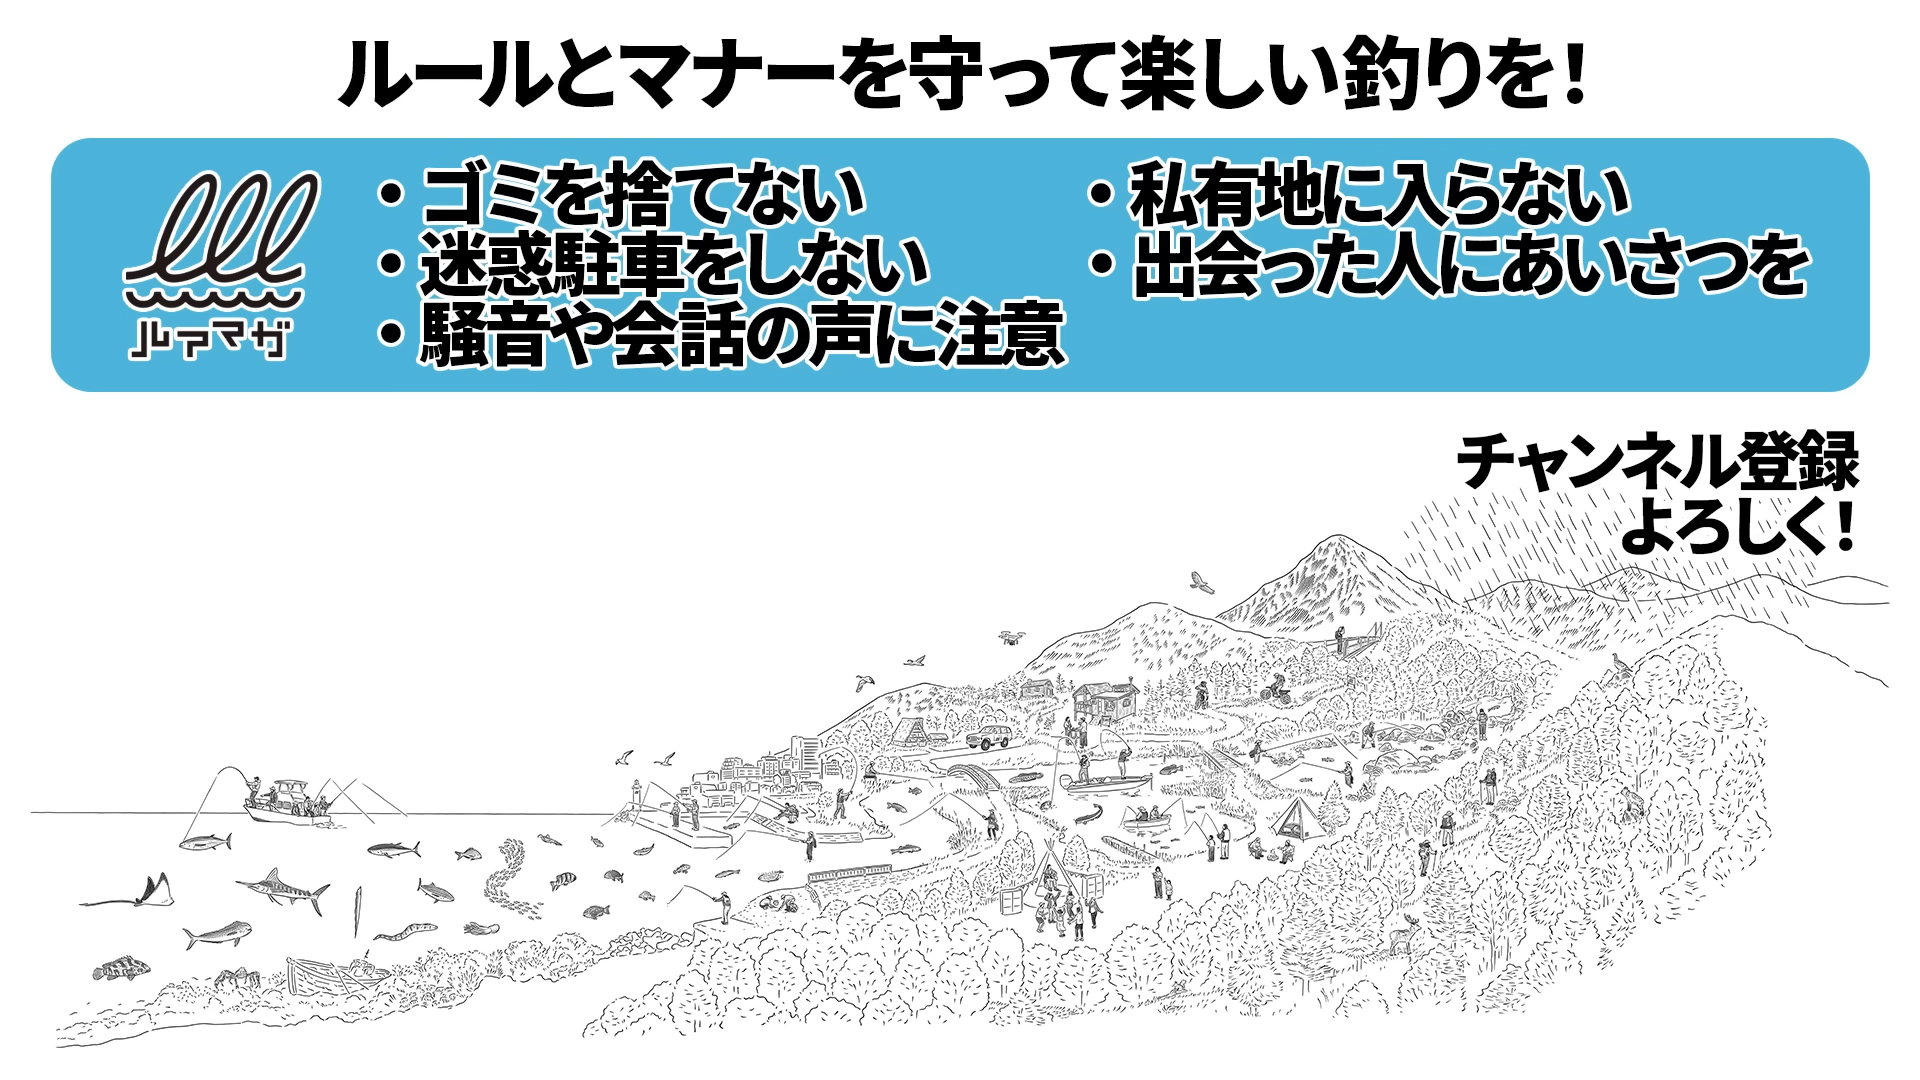 ルールとマナーを守って楽しい釣りを！
ルアマガ
・ゴミを捨てない
・迷惑駐車をしない
・騒音や会話の声に注意
・私有地に入らない
・出会った人にあいさつを
チャンネル登録
よろしく！